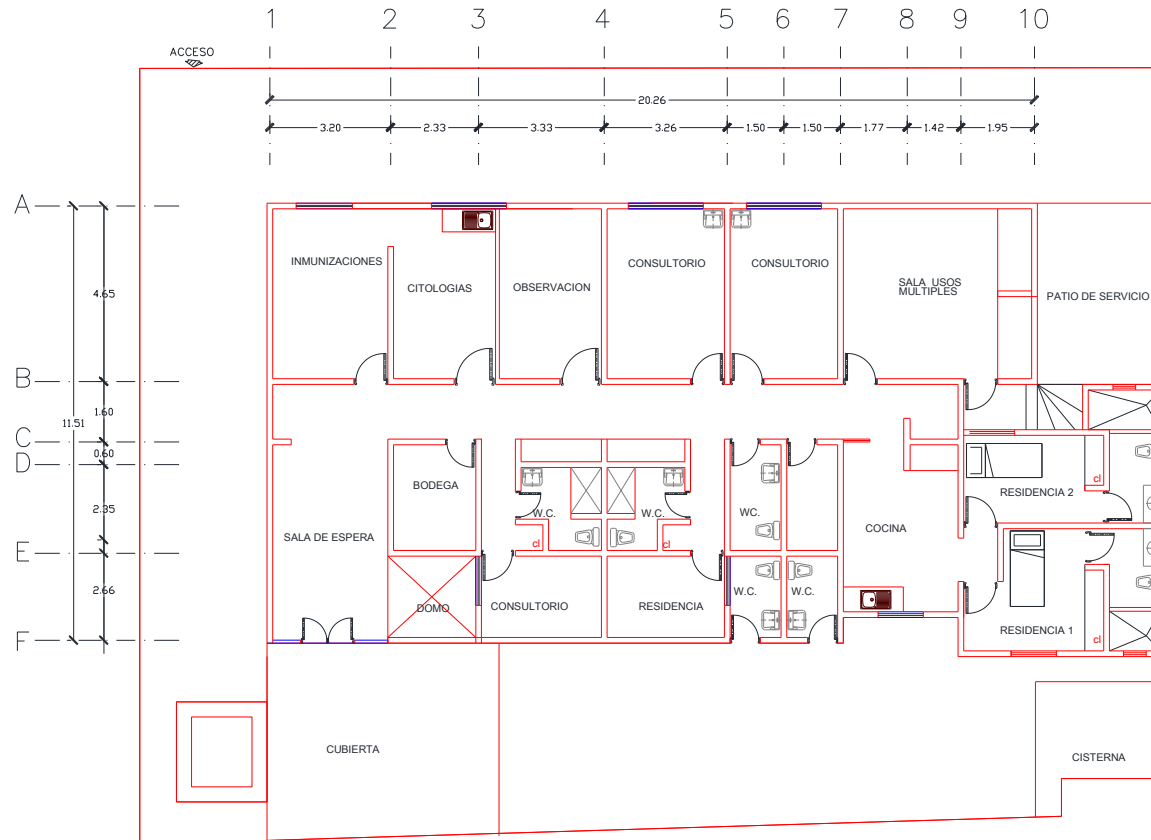 1 2 3 4 5 6 7 8 9 10
ACCESO
20.26
3.20 2.33 3.33 3.26 1.50 1.50 1.77 1.42 1.95
A
B
C
D
E
F
11.51
4.65
1.60
0.60
2.35
2.66
INMUNIZACIONES
CITOLOGIAS
OBSERVACION
CONSULTORIO
CONSULTORIO
SALA USOS
MULTIPLES
PATIO DE SERVICIO
BODEGA
W.C.
W.C.
WC.
cl
cl
SALA DE ESPERA
COCINA
RESIDENCIA 2
cl
DOMO
CONSULTORIO
RESIDENCIA
W.C.
W.C.
RESIDENCIA 1
cl
CUBIERTA
CISTERNA